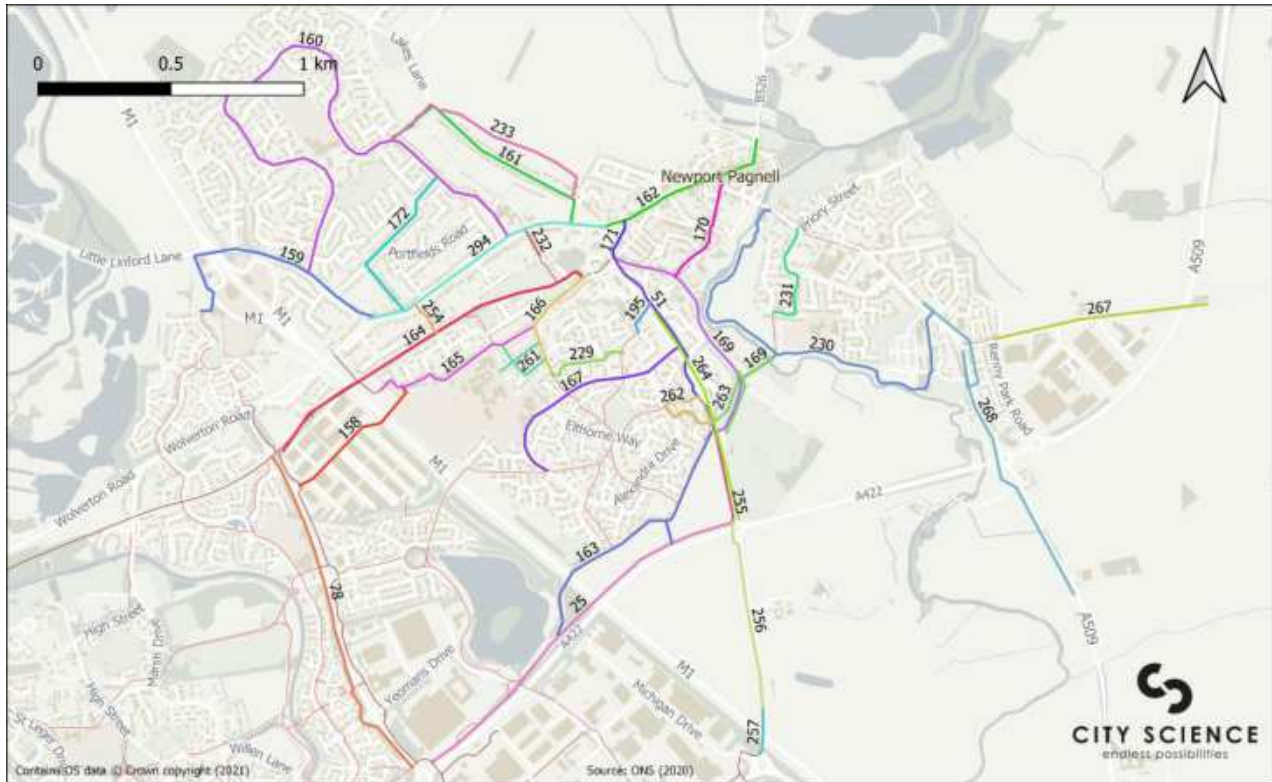 0 0.5 1 km
160
Lakes Lane
B526
M1
233
161
Newport Pagnell
162
172
170
Priory Street
A509
Portfields Road
232
171
Little Linford Lane
159
294
M1
M1
254
166
195
51
231
267
164
165
261
229
169
169
230
264
167
262
263
Renny Park Road
268
Wolverton Road
158
Elthorne Way
Alexandra Drive
M1
Wolverton Road
255
A422
163
78
25
256
High Street
Marsh Drive
A422
A509
Yeomans Drive
M1
High Street
Michigan Drive
St Leger Drive
Willen Lane
257
CITY SCIENCE
endless possibilities
Contains OS data © Crown copyright (2021)
Source: ONS (2020)